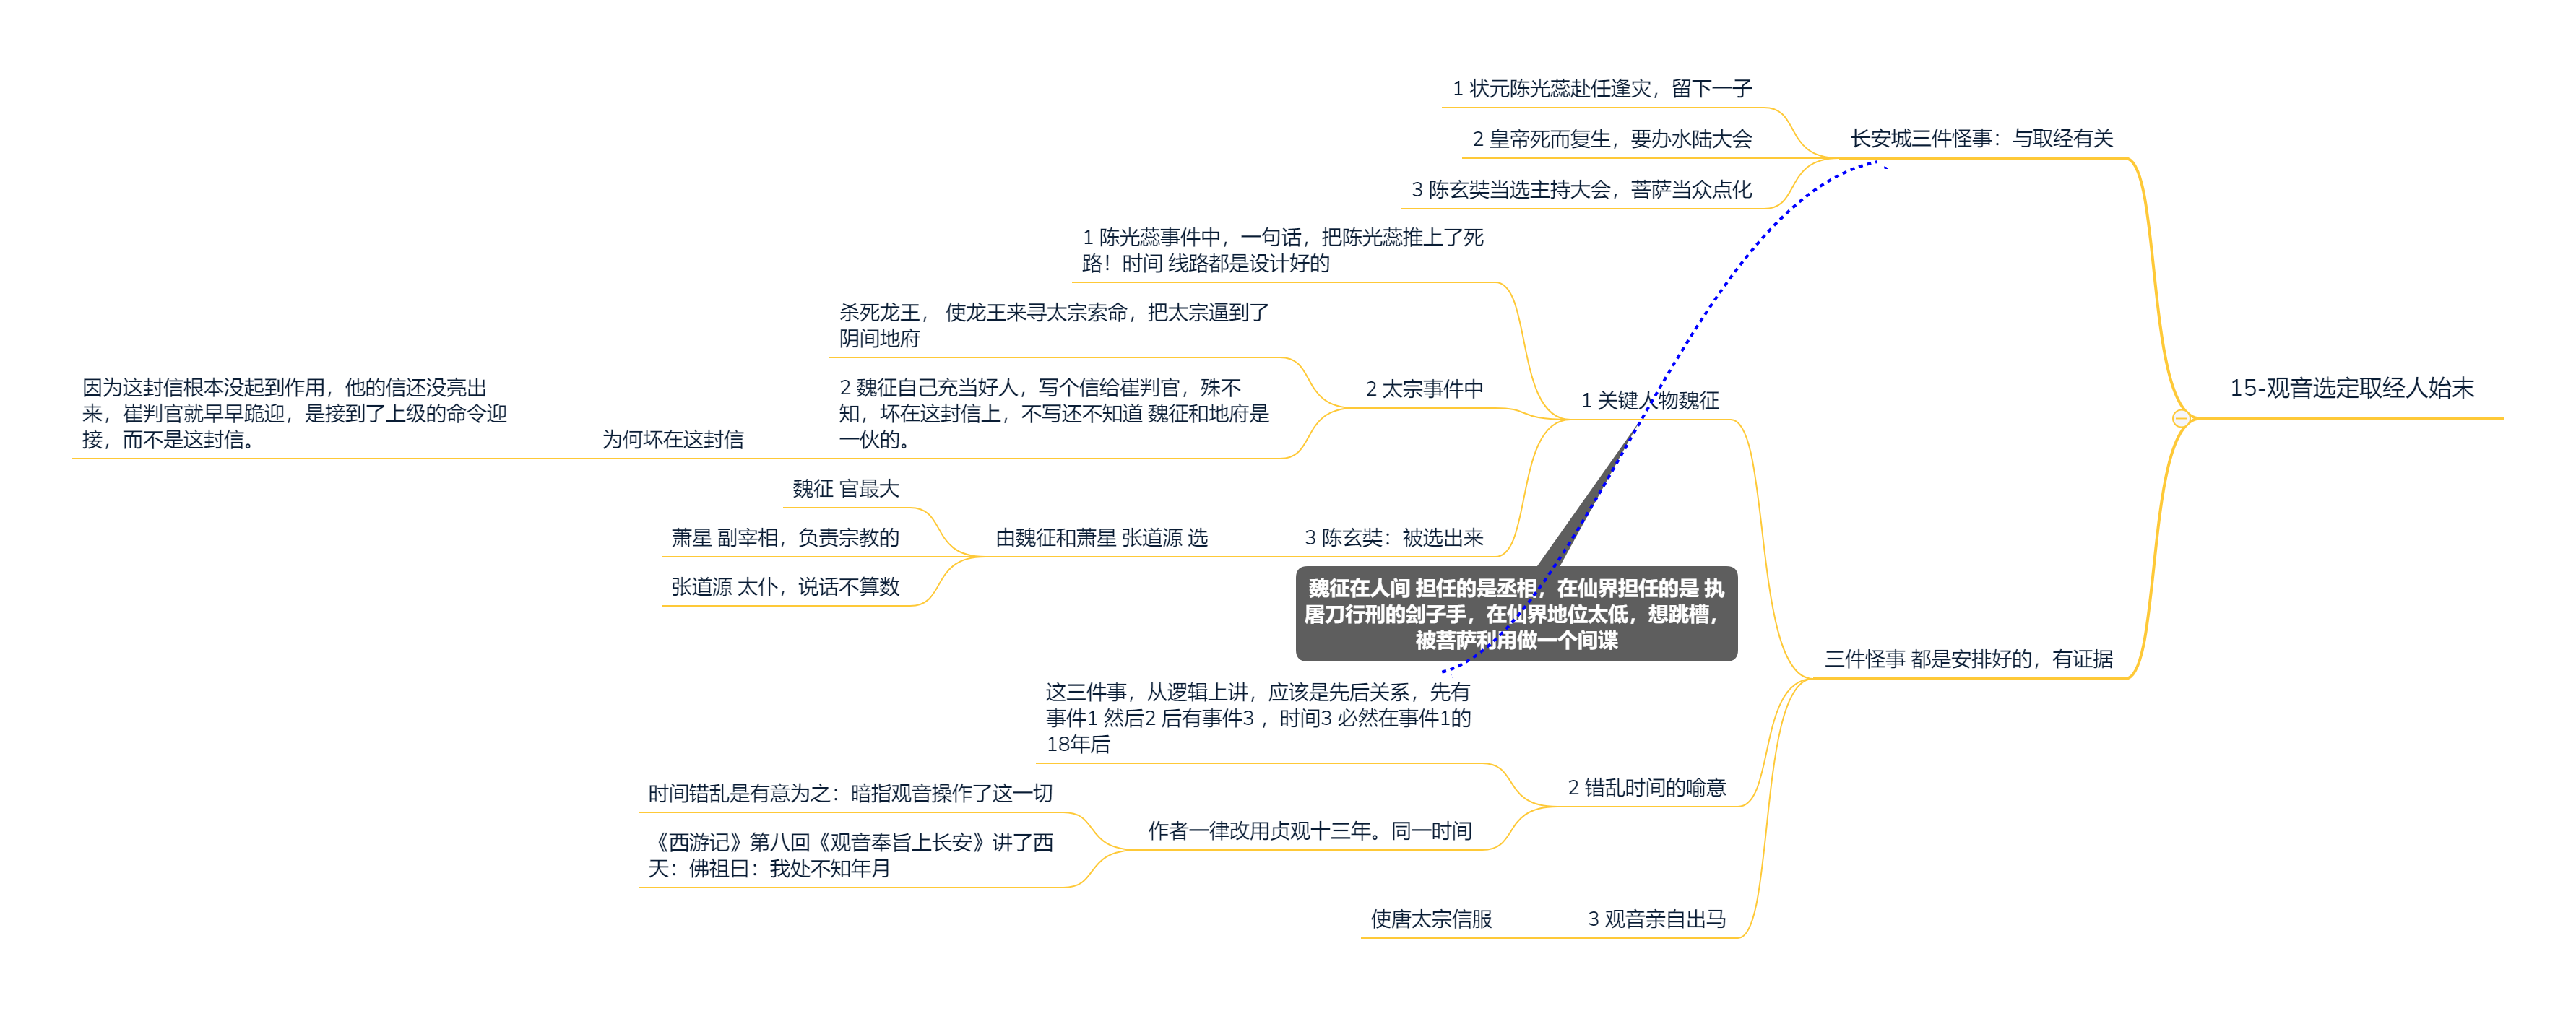 15-观音选定取经人始末
长安城三件怪事：与取经有关
1 状元陈光蕊赴任逢灾，留下一子
2 皇帝死而复生，要办水陆大会
3 陈玄奘当选主持大会，菩萨当众点化
三件怪事 都是安排好的，有证据
1 关键人物魏征
魏征在人间 担任的是丞相，在仙界担任的是 执
屠刀行刑的刽子手，在仙界地位太低，想跳槽，
被菩萨利用做一个间谍
1 陈光蕊事件中，一句话，把陈光蕊推上了死
路！时间 线路都是设计好的
2 太宗事件中
杀死龙王， 使龙王来寻太宗索命，把太宗逼到了
阴间地府
2 魏征自己充当好人，写个信给崔判官，殊不
知，坏在这封信上，不写还不知道 魏征和地府是
一伙的。
为何坏在这封信
因为这封信根本没起到作用，他的信还没亮出
来，崔判官就早早跪迎，是接到了上级的命令迎
接，而不是这封信。
3 陈玄奘：被选出来
由魏征和萧星 张道源 选
魏征 官最大
萧星 副宰相，负责宗教的
张道源 太仆，说话不算数
2 错乱时间的喻意
这三件事，从逻辑上讲，应该是先后关系，先有
事件1 然后2 后有事件3 ，时间3 必然在事件1的
18年后
作者一律改用贞观十三年。同一时间
时间错乱是有意为之：暗指观音操作了这一切
《西游记》第八回《观音奉旨上长安》讲了西
天：佛祖曰：我处不知年月
3 观音亲自出马
使唐太宗信服